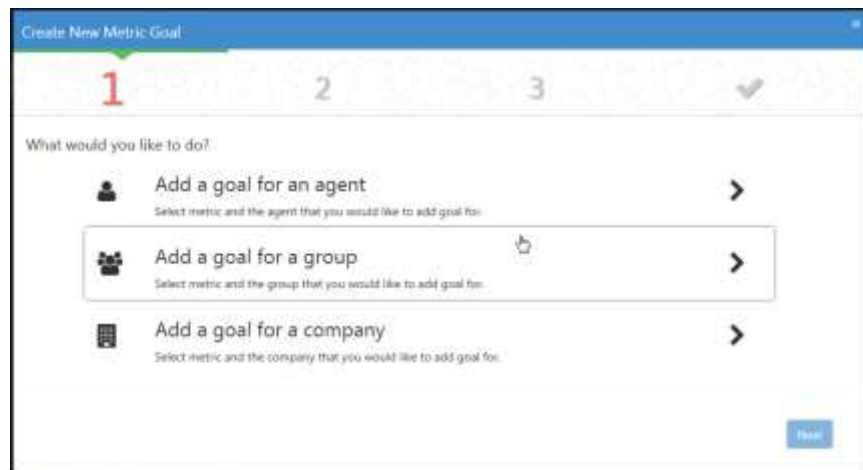 Create New Metric Goal
1 2 3
What would you like to do?
Add a goal for an agent
Select metric and the agent that you would like to add goal for.
Add a goal for a group
Select metric and the group that you would like to add goal for.
Add a goal for a company
Select metric and the company that you would like to add goal for.
Next